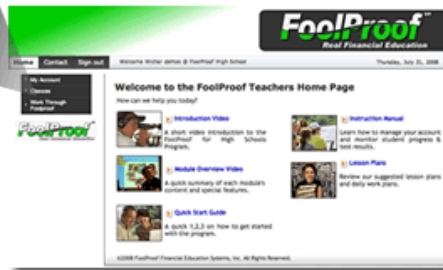 FoolProof™
Real Financial Education
Home Contact Sign out Welcome demos @ FoolProof High School Thursday, July 31, 2008
My Account
Classes
Work Through
Foolproof
FoolProof
Welcome to the FoolProof Teachers Home Page
How can we help you today?
Introduction Video
A short video introduction to the
FoolProof for High Schools
Program.
Instruction Manual
Learn how to manage your account
and monitor student progress &
test results.
Module Overview Video
A quick summary of each module's
content and special features.
Lesson Plans
Review our suggested lesson plans
and daily work plans.
Quick Start Guide
A quick 1,2,3 on how to get started
with the program.
©2008 FoolProof Financial Education Systems, Inc. All Rights Reserved.